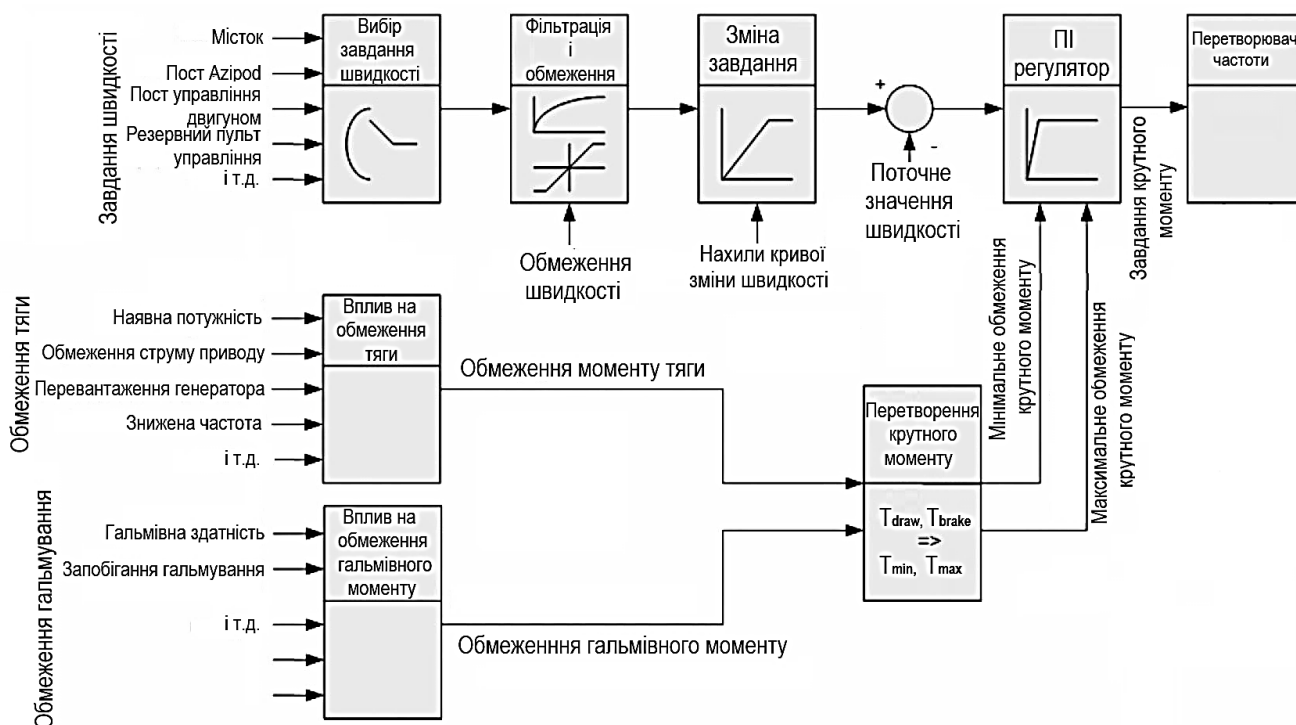 Завдання швидкості
Місток
Пост Azipod
Пост управління
двигуном
Резервний пульт
управління
і т.д.
Вибір
завдання
швидкості
Фільтрація
і
обмеження
Зміна
завдання
+
-
ПІ
регулятор
Перетворювач
частоти
Поточне
значення
швидкості
Обмеження
швидкості
Нахили кривої
зміни швидкості
Завдання крутного
моменту
Обмеження тяги
Наявна потужність
Обмеження струму приводу
Перевантаження генератора
Знижена частота
і т.д.
Вплив на
обмеження
тяги
Обмеження моменту тяги
Мінімальне обмеження
крутного моменту
Максимальне обмеження
крутного моменту
Перетворення
крутного
моменту
Tdraw, Tbrake
=>
Tmin, Tmax
Обмеження гальмування
Гальмівна здатність
Запобігання гальмування
і т.д.
Вплив на
обмеження
гальмівного
моменту
Обмеженння гальмівного моменту